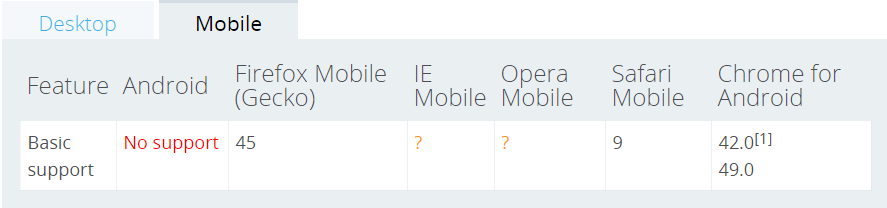 Desktop Mobile
Feature Android Firefox Mobile (Gecko) IE Mobile Opera Mobile Safari Mobile Chrome for Android
Basic support No support 45 ? ? 9 42.0[1]
49.0